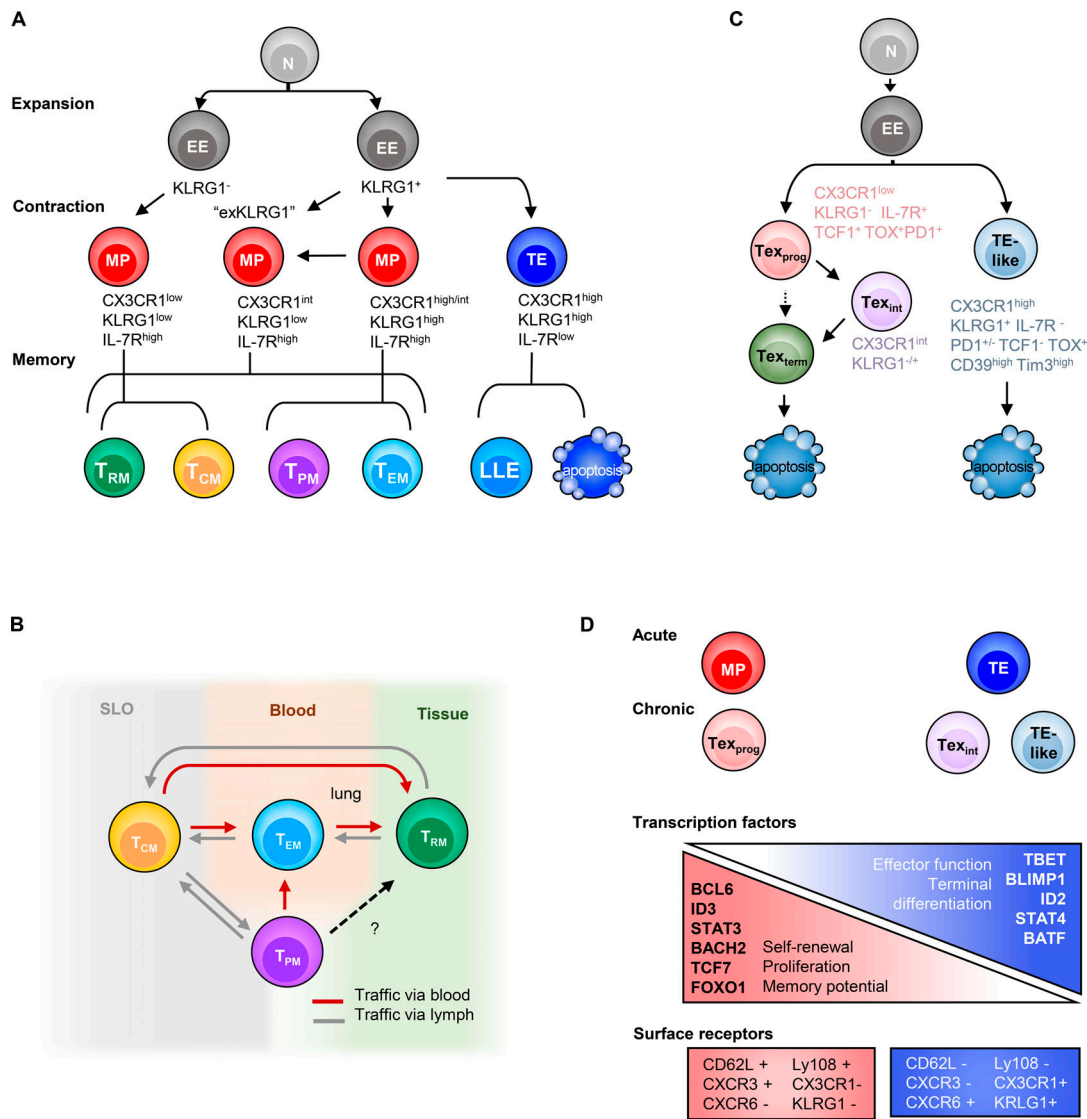 A
N
Expansion
EE
EE
KLRG1⁻
KLRG1⁺
Contraction
“exKLRG1”
MP
MP
MP
TE
CX3CR1ˡᵒʷ
KLRG1ˡᵒʷ
IL-7Rʰⁱᵍʰ
CX3CR1ⁱⁿᵗ
KLRG1ˡᵒʷ
IL-7Rʰⁱᵍʰ
CX3CR1ʰⁱᵍʰ/ⁱⁿᵗ
KLRG1ʰⁱᵍʰ
IL-7Rʰⁱᵍʰ
CX3CR1ʰⁱᵍʰ
KLRG1ʰⁱᵍʰ
IL-7Rˡᵒʷ
Memory
TRM
TCM
TPM
TEM
LLE
apoptosis
C
N
EE
CX3CR1ˡᵒʷ
KLRG1⁻ IL-7R⁺
TCF1⁺ TOX⁺PD1⁺
Texprog
TE-
like
Texint
CX3CR1ⁱⁿᵗ
KLRG1⁻/⁺
Texterm
CX3CR1ʰⁱᵍʰ
KLRG1⁺ IL-7R ⁻
PD1⁺/⁻ TCF1⁻ TOX⁺
CD39ʰⁱᵍʰ Tim3ʰⁱᵍʰ
apoptosis
apoptosis
B
SLO
Blood
Tissue
lung
TCM
TEM
TRM
?
TPM
Traffic via blood
Traffic via lymph
D
Acute
MP
TE
Chronic
Texprog
Texint
TE-
like
Transcription factors
Effector function
Terminal
differentiation
TBET
BLIMP1
ID2
STAT4
BATF
BCL6
ID3
STAT3
BACH2
TCF7
FOXO1
Self-renewal
Proliferation
Memory potential
Surface receptors
CD62L + Ly108 +
CXCR3 + CX3CR1-
CXCR6 - KLRG1 -
CD62L - Ly108 -
CXCR3 - CX3CR1+
CXCR6 + KRLG1+